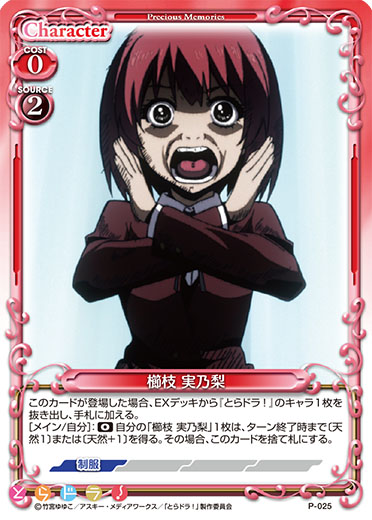 Precious Memories
Character
COST
0
SOURCE
2
櫛枝 実乃梨
このカードが登場した場合、EXデッキから『とらドラ!』のキャラ1枚を
抜き出し、手札に加える。
[メイン/自分]:0自分の「櫛枝 実乃梨」1枚は、ターン終了時まで(天
然1)または(天然+1)を得る。その場合、このカードを捨て札にする。
制服
とらドラ!
©竹宮ゆゆこ/アスキー・メディアワークス/「とらドラ!」製作委員会
P-025